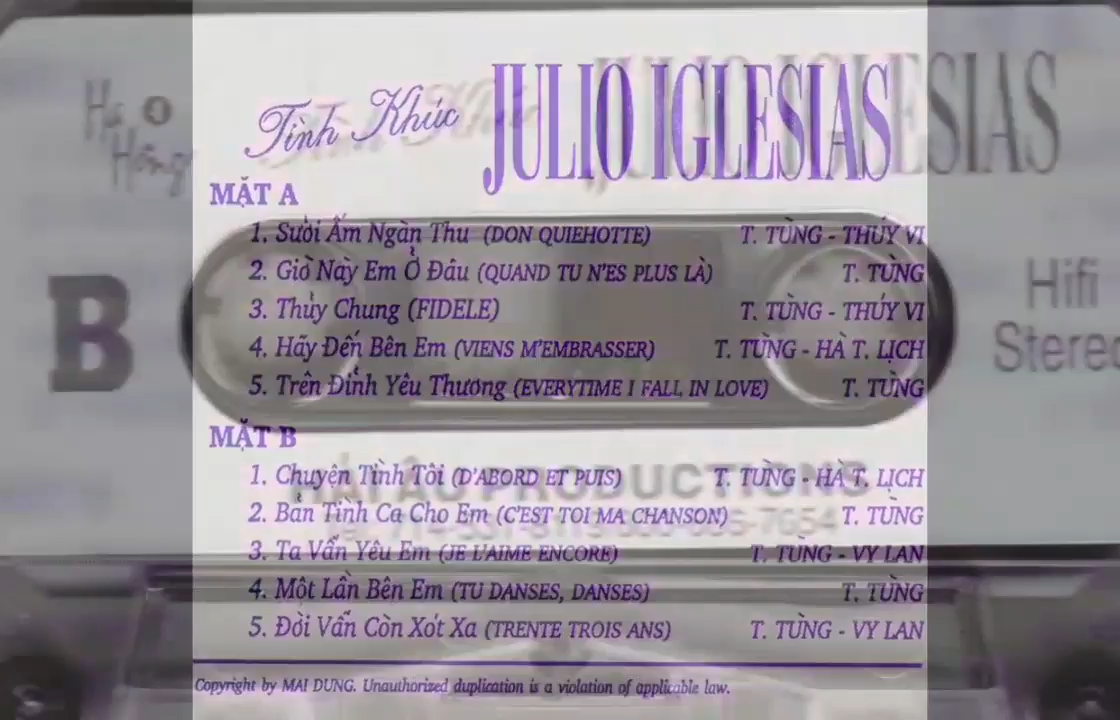 Tình Khúc JULIO IGLESIAS
MẶT A
1. Sưởi Ấm Ngàn Thu (DON QUIEHOTTE) T. TÙNG - THÚY VI
2. Giờ Này Em Ở Đâu (QUAND TU N'ES PLUS LÀ) T. TÙNG
3. Thủy Chung (FIDELE) T. TÙNG - THÚY VI
4. Hãy Đến Bên Em (VIENS M'EMBRASSER) T. TÙNG - HÀ T. LỊCH
5. Trên Đỉnh Yêu Thương (EVERYTIME I FALL IN LOVE) T. TÙNG
MẶT B
1. Chuyện Tình Tôi (D'ABORD ET PUIS) T. TÙNG - HÀ T. LỊCH
2. Bản Tình Ca Cho Em (C'EST TOI MA CHANSON) T. TÙNG
3. Ta Vẫn Yêu Em (JE L'AIME ENCORE) T. TÙNG - VY LAN
4. Một Lần Bên Em (TU DANSES, DANSES) T. TÙNG
5. Đời Vẫn Còn Xót Xa (TRENTE TROIS ANS) T. TÙNG - VY LAN
Copyright by MAI DUNG. Unauthorized duplication is a violation of applicable law.
B
Hifi
Stereo
HẢI ÂU PRODUCTIONS